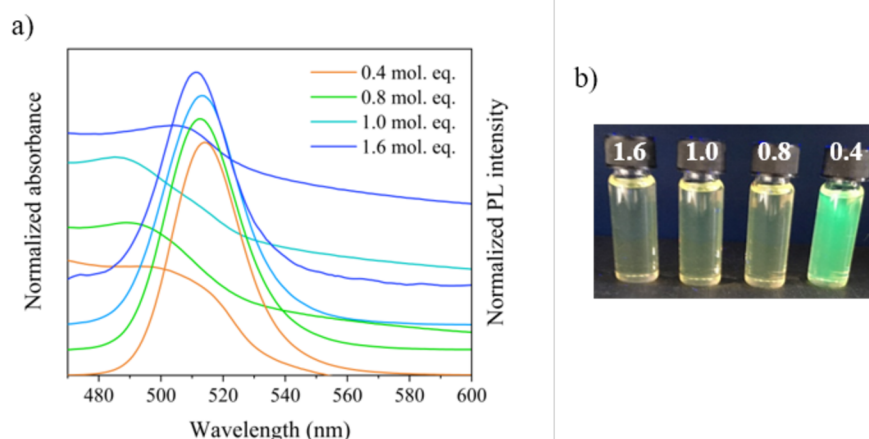 a)
Normalized absorbance
0.4 mol. eq.
0.8 mol. eq.
1.0 mol. eq.
1.6 mol. eq.
Normalized PL intensity
480 500 520 540 560 580 600
Wavelength (nm)
b)
1.6 1.0 0.8 0.4